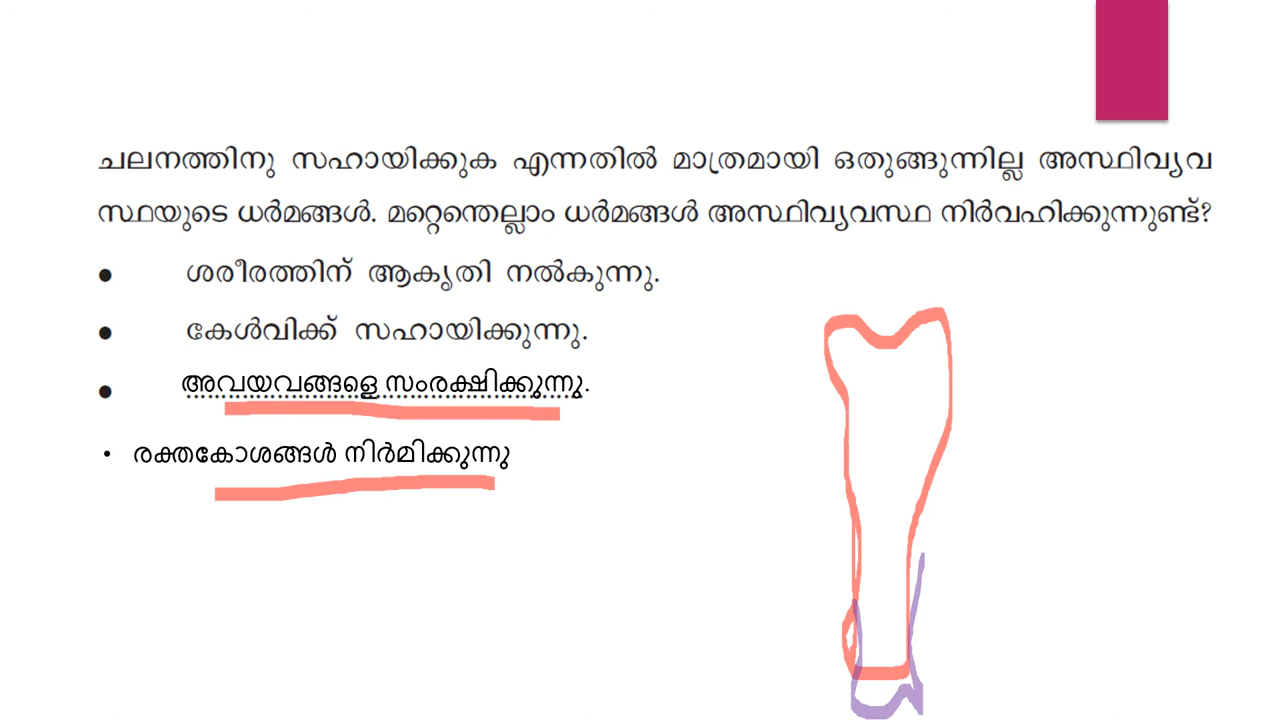 ചലനത്തിനു സഹായിക്കുക എന്നതിൽ മാത്രമായി ഒതുങ്ങുന്നില്ല അസ്ഥിവ്യവ
സ്ഥയുടെ ധർമങ്ങൾ. മറ്റെന്തെല്ലാം ധർമങ്ങൾ അസ്ഥിവ്യവസ്ഥ നിർവഹിക്കുന്നുണ്ട്?
● ശരീരത്തിന് ആകൃതി നൽകുന്നു.
● കേൾവിക്ക് സഹായിക്കുന്നു.
● അവയവങ്ങളെ സംരക്ഷിക്കുന്നു.
• രക്തകോശങ്ങൾ നിർമിക്കുന്നു